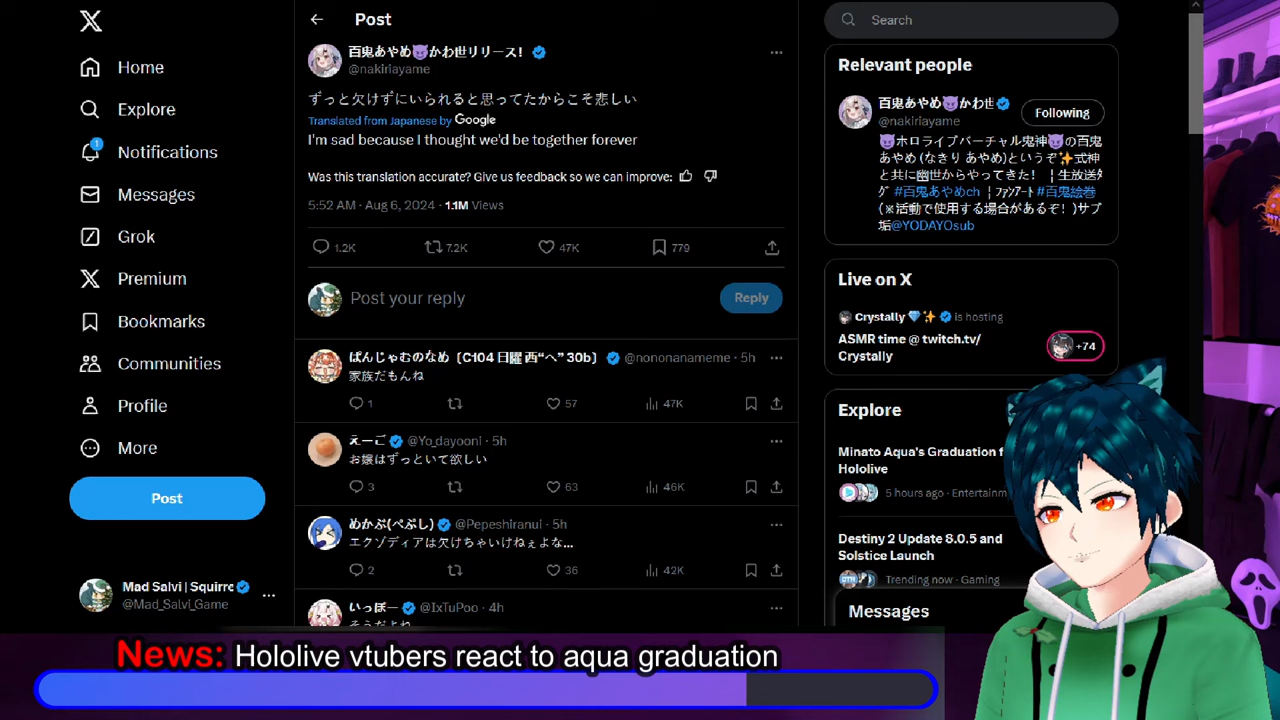 Home
Explore
Notifications
1
Messages
Grok
Premium
Bookmarks
Communities
Profile
More
Post
Mad Salvi | Squirrc
@Mad_Salvi_Game
Post
百鬼あやめ😈かわ世リリース!
@nakiriayame
ずっと欠けずにいられると思ってたからこそ悲しい
Translated from Japanese by Google
I'm sad because I thought we'd be together forever
Was this translation accurate? Give us feedback so we can improve:
5:52 AM · Aug 6, 2024 · 1.1M Views
1.2K 7.2K 47K 779
Post your reply
Reply
ぱんじゃむのなめ〔C104 日曜 西“へ” 30b〕 @nononanameme · 5h
家族だもんね
1 57 47K
えーご @Yo_dayooni · 5h
お嬢はずっといて欲しい
3 63 46K
めかぶ(ぺぷし) @Pepeshiranui · 5h
エクゾディアは欠けちゃいけねぇよな...
2 36 42K
いっぽー @IxTuPoo · 4h
そうだよね
Search
Relevant people
百鬼あやめ😈かわ世
@nakiriayame
Following
😈ホロライブバーチャル鬼神😈の百鬼
あやめ (なきり あやめ)というぞ✨式神
と共に幽世からやってきた! ¦生放送タ
グ #百鬼あやめch ¦ファンアート#百鬼絵巻
(※活動で使用する場合があるぞ！)サブ
垢@YODAYOsub
Live on X
Crystally 💎✨ is hosting
ASMR time @ twitch.tv/
Crystally
+74
Explore
Minato Aqua's Graduation f
Hololive
5 hours ago · Entertainm
Destiny 2 Update 8.0.5 and
Solstice Launch
Trending now · Gaming
Messages
News: Hololive vtubers react to aqua graduation